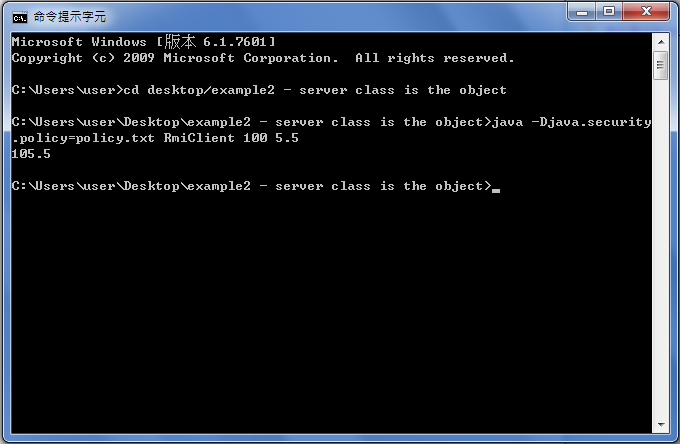 命令提示字元
Microsoft Windows [版本 6.1.7601]
Copyright (c) 2009 Microsoft Corporation.  All rights reserved.
C:\Users\user>cd desktop/example2 - server class is the object
C:\Users\user\Desktop\example2 - server class is the object>java -Djava.security
.policy=policy.txt RmiClient 100 5.5
105.5
C:\Users\user\Desktop\example2 - server class is the object>